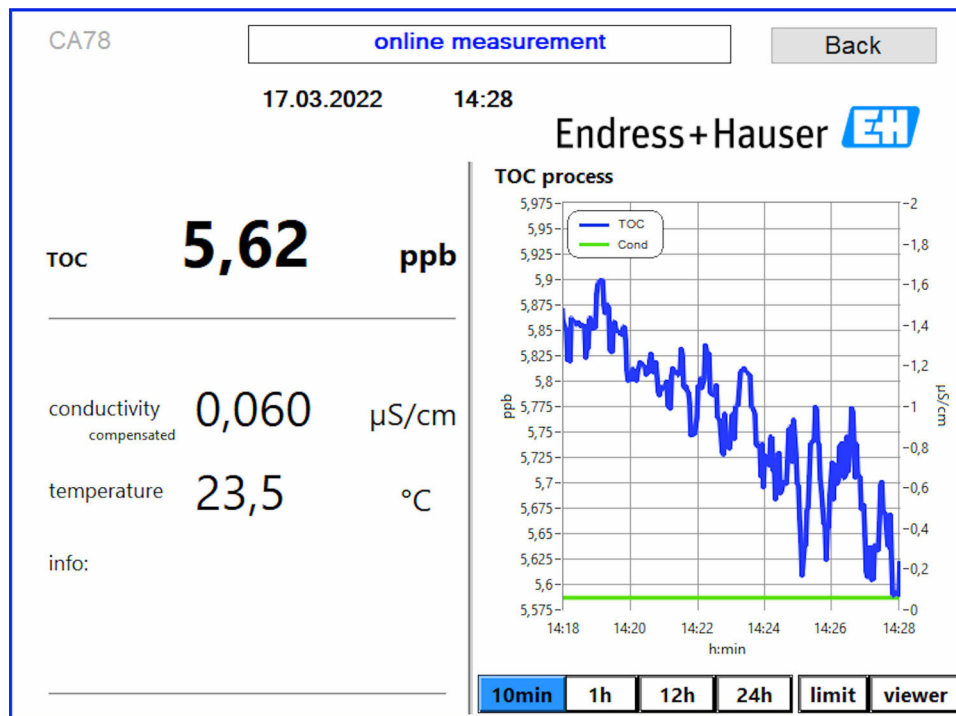 CA78
online measurement
Back
17.03.2022 14:28
Endress+Hauser EH
TOC 5,62 ppb
conductivity 0,060 µS/cm
compensated
temperature 23,5 °C
info:
TOC process
TOC
Cond
5,975
5,95
5,925
5,9
5,875
5,85
5,825
5,8
5,775
5,75
5,725
5,7
5,675
5,65
5,625
5,6
5,575
ppb
2
1,8
1,6
1,4
1,2
1
0,8
0,6
0,4
0,2
0
µS/cm
14:18 14:20 14:22 14:24 14:26 14:28
h:min
10min 1h 12h 24h limit viewer